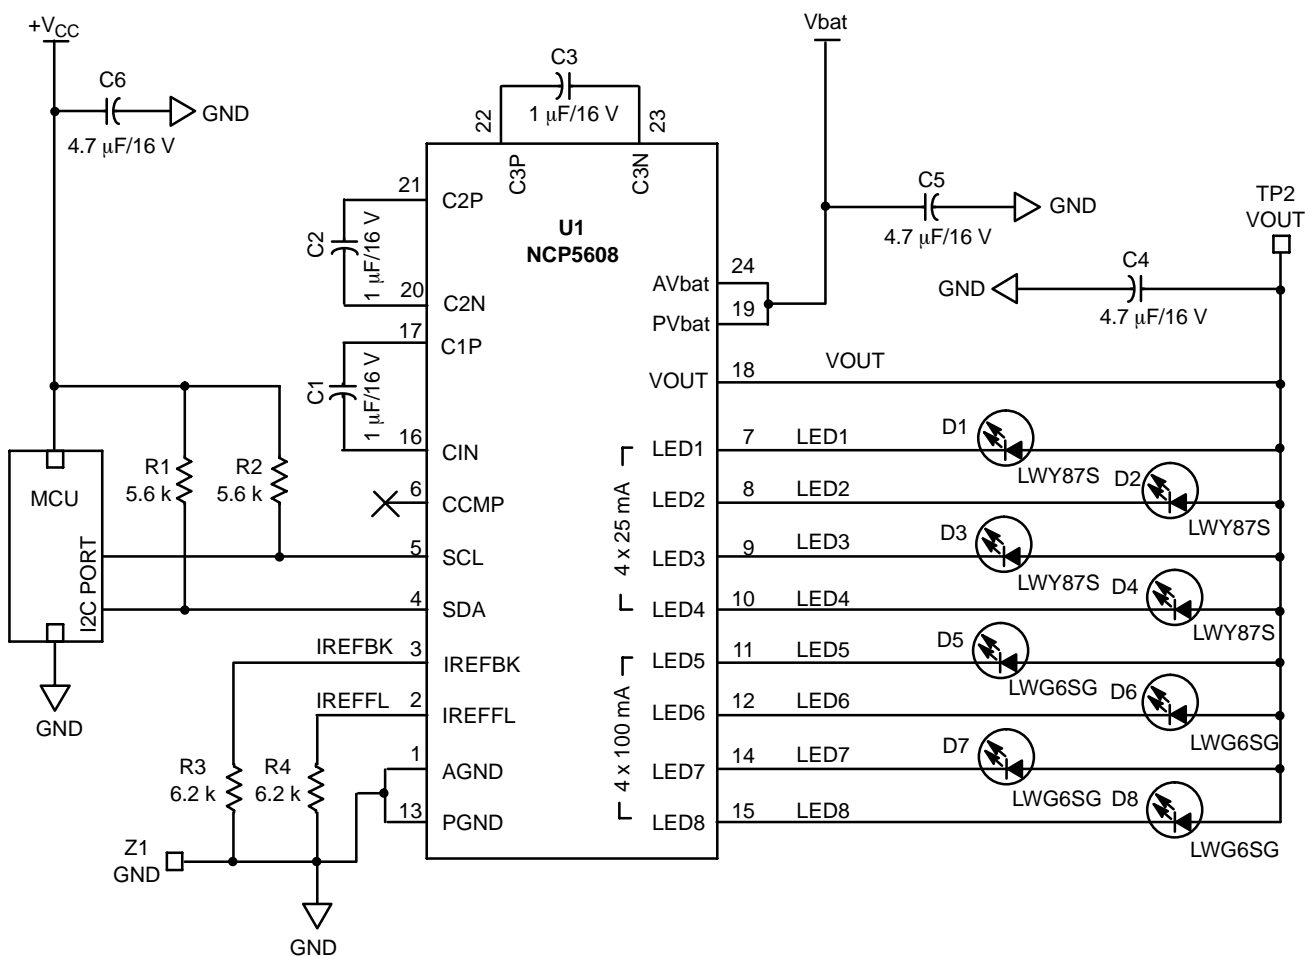 +VCC
C6
4.7 µF/16 V
GND
C3
1 µF/16 V
22
23
C3P
C3N
Vbat
U1
NCP5608
21
C2P
C2
1 µF/16 V
20
C2N
17
C1P
C1
1 µF/16 V
16
CIN
6
CCMP
5
SCL
4
SDA
IREFBK
3
IREFBK
IREFFL
2
IREFFL
1
AGND
13
PGND
MCU
I2C PORT
GND
R1
5.6 k
R2
5.6 k
R3
6.2 k
R4
6.2 k
Z1
GND
GND
C5
4.7 µF/16 V
GND
TP2
VOUT
C4
4.7 µF/16 V
GND
AVbat
24
PVbat
19
VOUT
18
VOUT
4 x 25 mA
LED1
7
LED1
D1
LWY87S
LED2
8
LED2
D2
LWY87S
LED3
9
LED3
D3
LWY87S
LED4
10
LED4
D4
LWY87S
4 x 100 mA
LED5
11
LED5
D5
LWG6SG
LED6
12
LED6
D6
LWG6SG
LED7
14
LED7
D7
LWG6SG
LED8
15
LED8
D8
LWG6SG